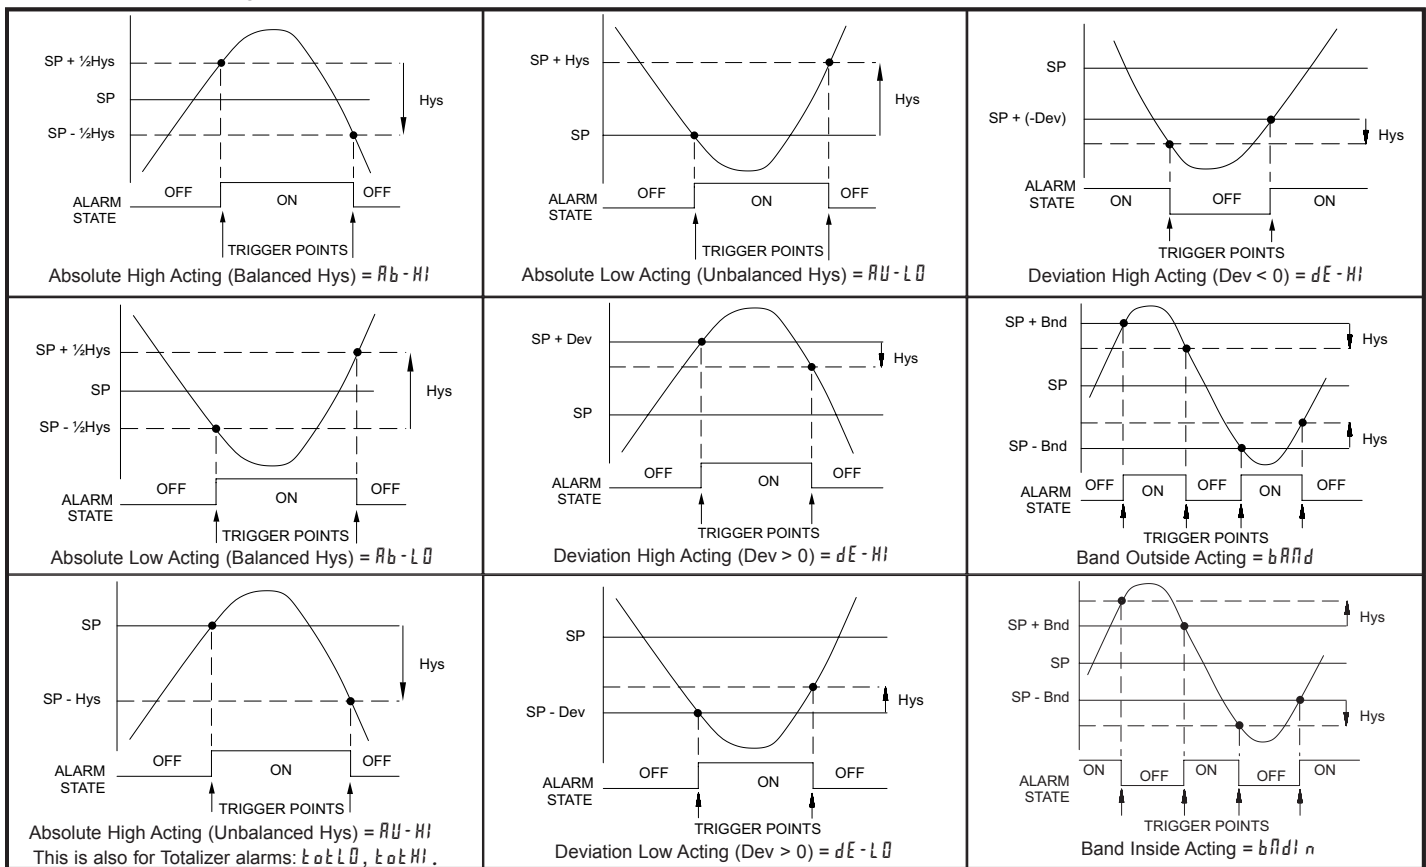 SP + ½Hys
SP
SP - ½Hys
Hys
ALARM STATE
OFF
ON
OFF
TRIGGER POINTS
Absolute High Acting (Balanced Hys) = Ab-HI
SP + Hys
SP
Hys
ALARM STATE
OFF
ON
OFF
TRIGGER POINTS
Absolute Low Acting (Unbalanced Hys) = AU-LO
SP
SP + (-Dev)
Hys
ALARM STATE
ON
OFF
ON
TRIGGER POINTS
Deviation High Acting (Dev < 0) = dE-HI
SP + ½Hys
SP
SP - ½Hys
Hys
ALARM STATE
OFF
ON
OFF
TRIGGER POINTS
Absolute Low Acting (Balanced Hys) = Ab-LO
SP + Dev
SP
Hys
ALARM STATE
OFF
ON
OFF
TRIGGER POINTS
Deviation High Acting (Dev > 0) = dE-HI
SP + Bnd
SP
SP - Bnd
Hys
Hys
ALARM STATE
OFF
ON
OFF
ON
OFF
TRIGGER POINTS
Band Outside Acting = bANd
SP
SP - Hys
Hys
ALARM STATE
OFF
ON
OFF
TRIGGER POINTS
Absolute High Acting (Unbalanced Hys) = AU-HI
This is also for Totalizer alarms: totLO, totHI.
SP
SP - Dev
Hys
ALARM STATE
OFF
ON
OFF
TRIGGER POINTS
Deviation Low Acting (Dev > 0) = dE-LO
SP + Bnd
SP
SP - Bnd
Hys
Hys
ALARM STATE
ON
OFF
ON
OFF
ON
TRIGGER POINTS
Band Inside Acting = bNdIn